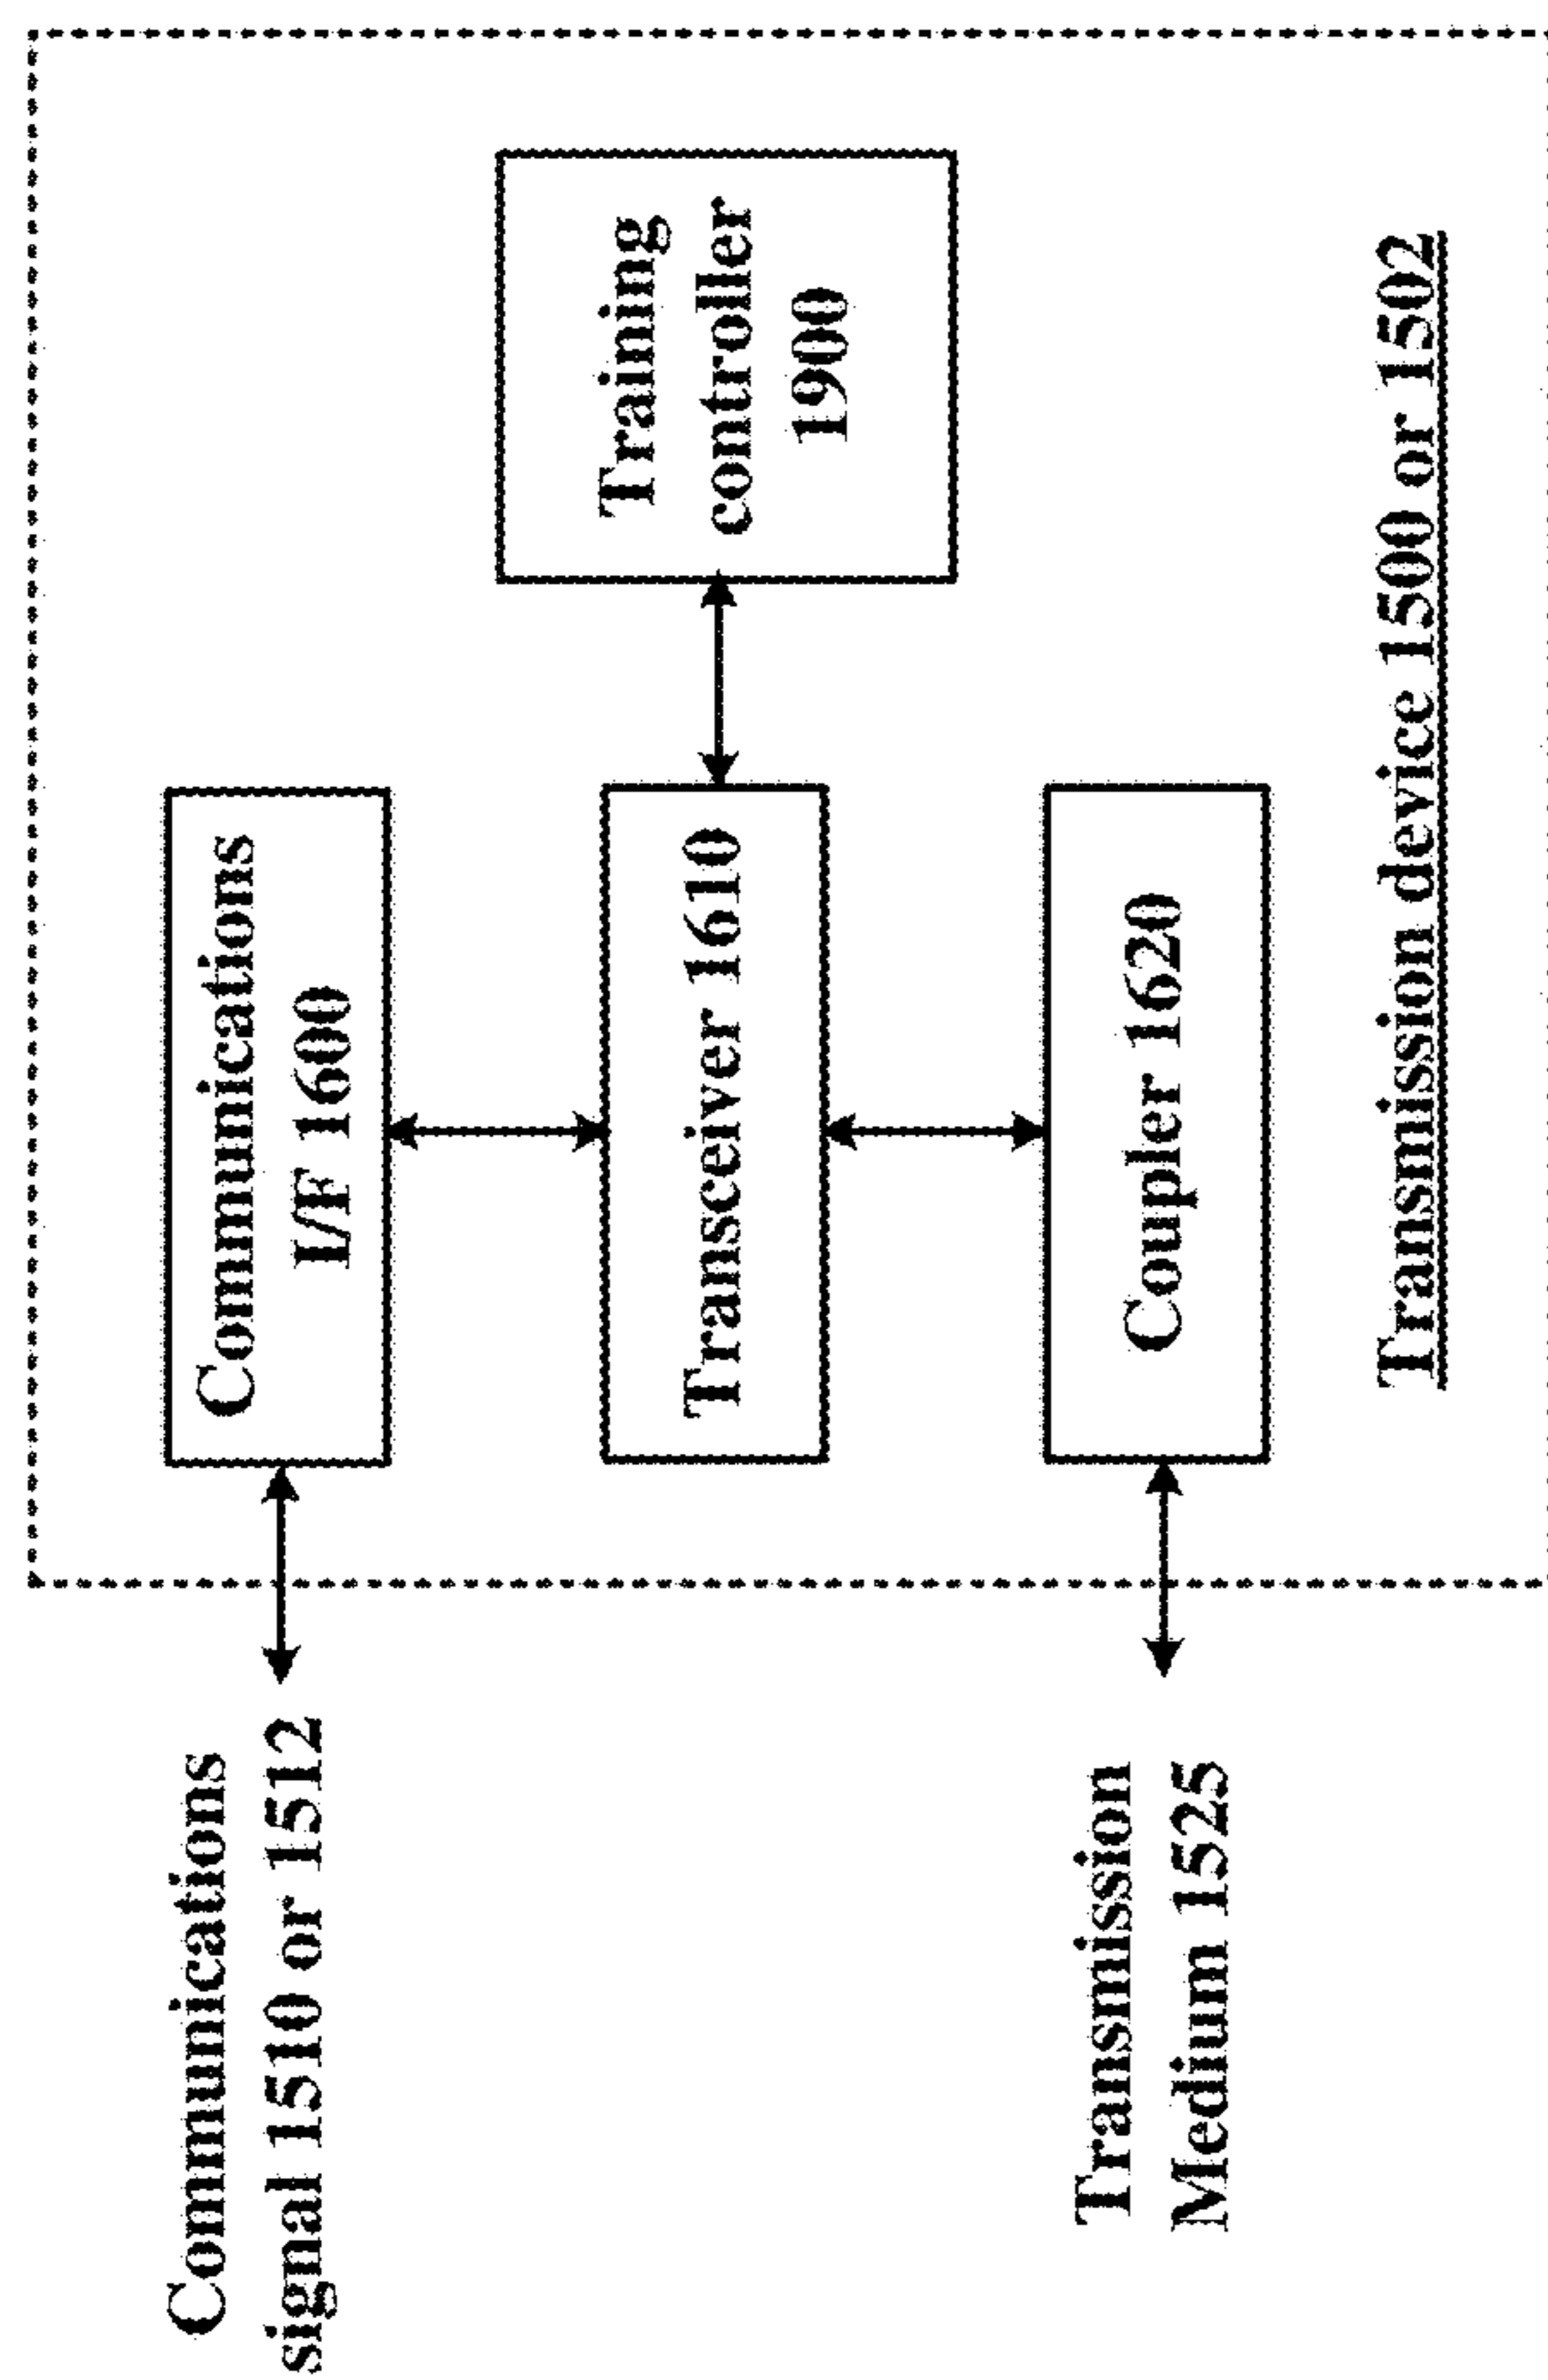 Communications
signal 1510 or 1512
Communications
I/F 1600
Transceiver 1610
Training
controller
1900
Transmission
Medium 1525
Coupler 1620
Transmission device 1500 or 1502